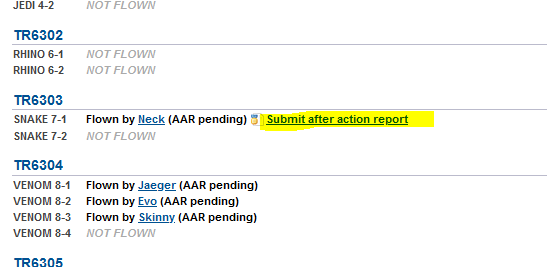 JEDI 4-2 NOT FLOWN
TR6302
RHINO 6-1 NOT FLOWN
RHINO 6-2 NOT FLOWN
TR6303
SNAKE 7-1 Flown by Neck (AAR pending) Submit after action report
SNAKE 7-2 NOT FLOWN
TR6304
VENOM 8-1 Flown by Jaeger (AAR pending)
VENOM 8-2 Flown by Evo (AAR pending)
VENOM 8-3 Flown by Skinny (AAR pending)
VENOM 8-4 NOT FLOWN
TR6305